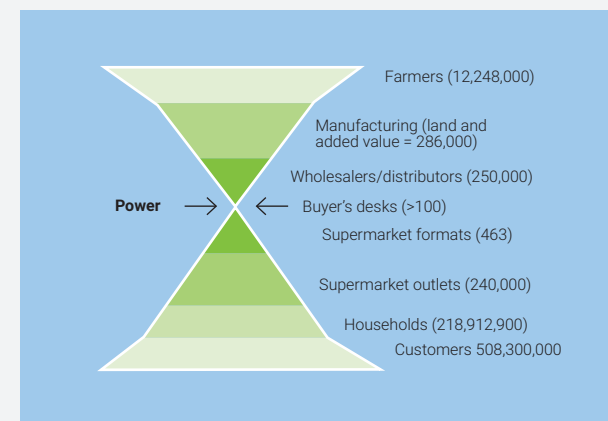 Farmers (12,248,000)
Manufacturing (land and
added value = 286,000)
Wholesalers/distributors (250,000)
Power
Buyer's desks (>100)
Supermarket formats (463)
Supermarket outlets (240,000)
Households (218,912,900)
Customers 508,300,000